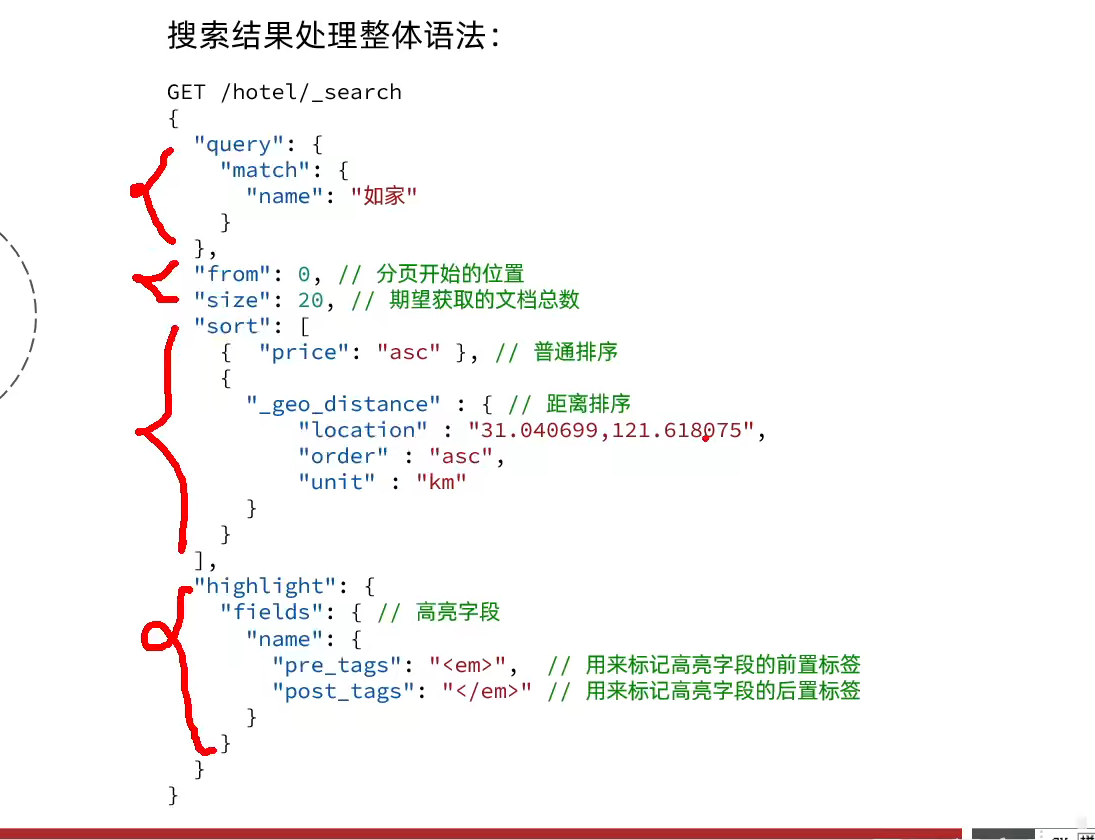 搜索结果处理整体语法：
GET /hotel/_search
{
  "query": {
    "match": {
      "name": "如家"
    }
  },
  "from": 0, // 分页开始的位置
  "size": 20, // 期望获取的文档总数
  "sort": [
    {  "price": "asc" }, // 普通排序
    {
      "_geo_distance" : { // 距离排序
          "location" : "31.040699,121.618075",
          "order" : "asc",
          "unit" : "km"
      }
    }
  ],
  "highlight": {
    "fields": { // 高亮字段
      "name": {
        "pre_tags": "<em>",  // 用来标记高亮字段的前置标签
        "post_tags": "</em>" // 用来标记高亮字段的后置标签
      }
    }
  }
}